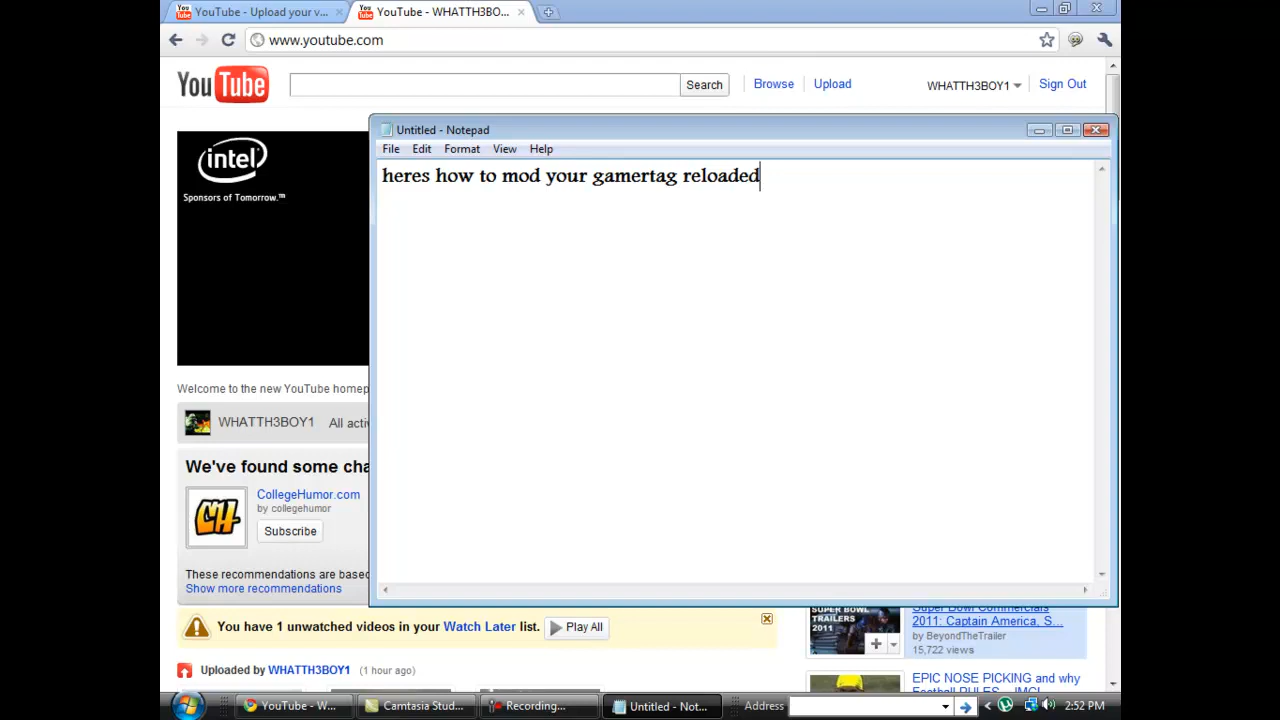 YouTube - Upload your v...
YouTube - WHATTH3BO...
www.youtube.com
YouTube
Search
Browse
Upload
WHATTH3BOY1
Sign Out
intel
Sponsors of Tomorrow.™
Untitled - Notepad
File Edit Format View Help
heres how to mod your gamertag reloaded
Welcome to the new YouTube homep
WHATTH3BOY1 All acti
We've found some cha
CH
CollegeHumor.com
by collegehumor
Subscribe
These recommendations are based
Show more recommendations
You have 1 unwatched videos in your Watch Later list.
Play All
SUPER BOWL
TRAILERS
2011
Super Bowl Commercials
2011: Captain America, S...
by BeyondTheTrailer
15,722 views
Uploaded by WHATTH3BOY1 (1 hour ago)
EPIC NOSE PICKING and why
YouTube - W...
Camtasia Stud...
Recording...
Untitled - Not...
Address
2:52 PM